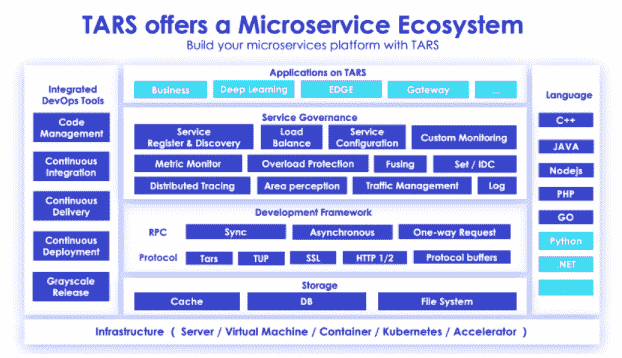 TARS offers a Microservice Ecosystem
Build your microservices platform with TARS
Integrated
DevOps Tools
Code
Management
Continuous
Integration
Continuous
Delivery
Continuous
Deployment
Grayscale
Release
Applications on TARS
Business
Deep Learning
EDGE
Gateway
...
Service Governance
Service
Register & Discovery
Load
Balance
Service
Configuration
Custom Monitoring
Metric Monitor
Overload Protection
Fusing
Set / IDC
Distributed Tracing
Area perception
Traffic Management
Log
Development Framework
RPC
Sync
Asynchronous
One-way Request
Protocol
Tars
TUP
SSL
HTTP 1/2
Protocol buffers
Storage
Cache
DB
File System
Language
C++
JAVA
Nodejs
PHP
GO
Python
.NET
Infrastructure ( Server / Virtual Machine / Container / Kubernetes / Accelerator )